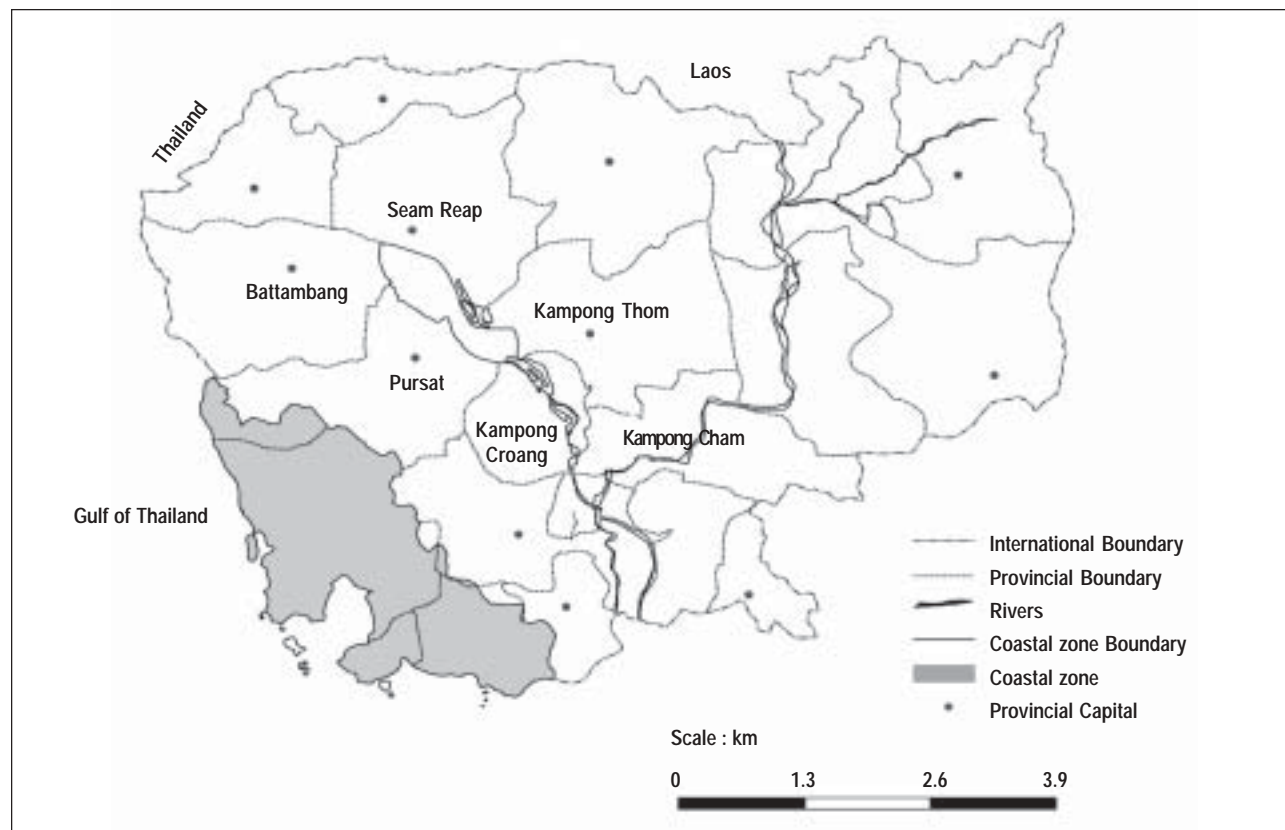 Laos
Thailand
Seam Reap
Battambang
Kampong Thom
Pursat
Kampong
Croang
Kampong Cham
Gulf of Thailand
International Boundary
Provincial Boundary
Rivers
Coastal zone Boundary
Coastal zone
Provincial Capital
Scale : km
0 1.3 2.6 3.9